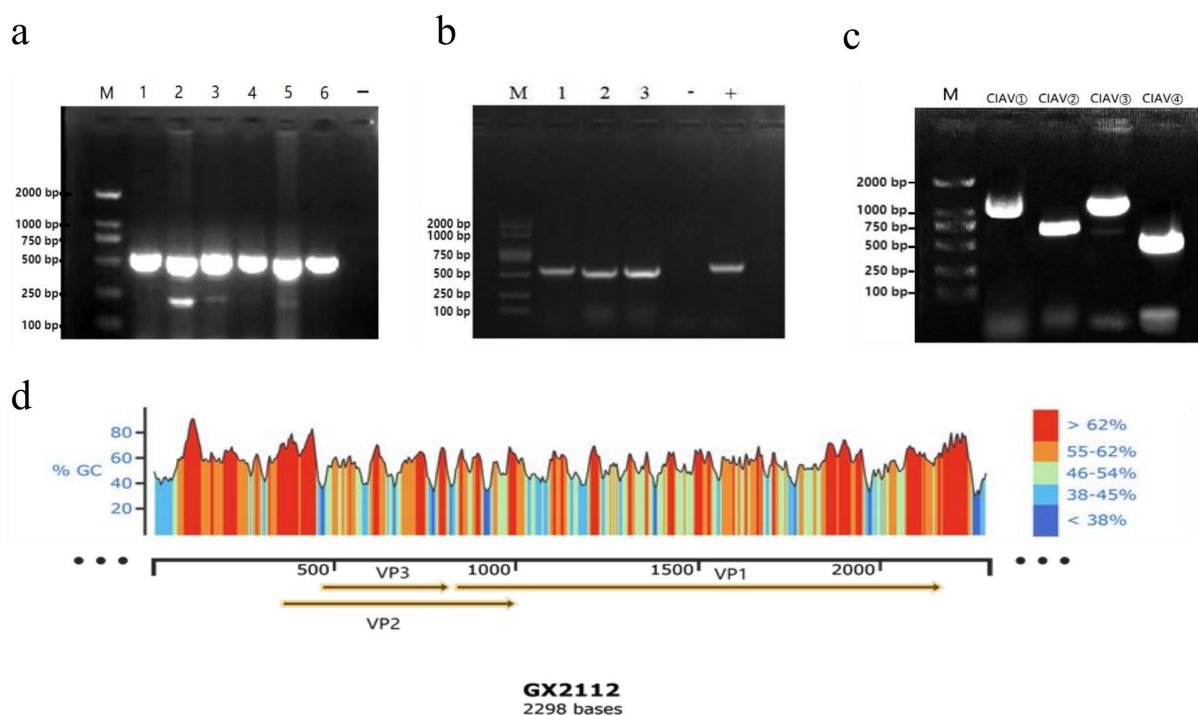 a
M 1 2 3 4 5 6 −
2000 bp
1000 bp
750 bp
500 bp
250 bp
100 bp
b
M 1 2 3 - +
2000 bp
1000 bp
750 bp
500 bp
250 bp
100 bp
c
M CIAV① CIAV② CIAV③ CIAV④
2000 bp
1000 bp
750 bp
500 bp
250 bp
100 bp
d
% GC
80
60
40
20
> 62%
55-62%
46-54%
38-45%
< 38%
500 1000 1500 2000
VP3 VP1
VP2
GX2112
2298 bases